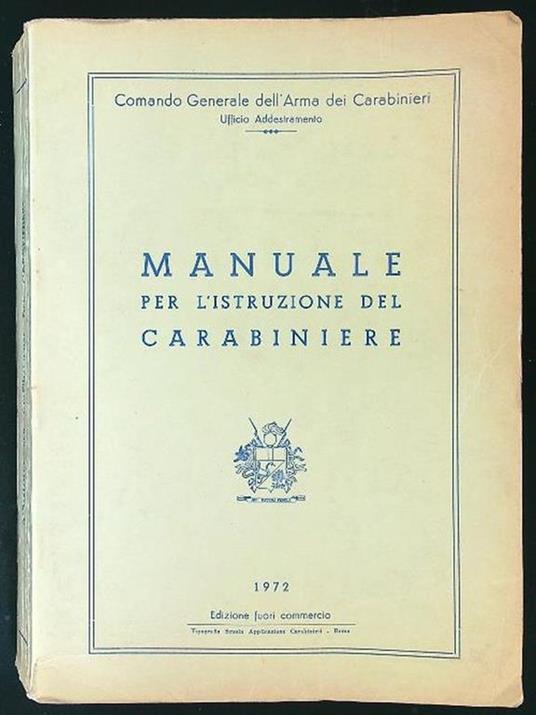 Comando Generale dell'Arma dei Carabinieri
Ufficio Addestramento
MANUALE
PER L'ISTRUZIONE DEL
CARABINIERE
1972
Edizione fuori commercio
Tipografia Scuola Applicazione Carabinieri - Roma